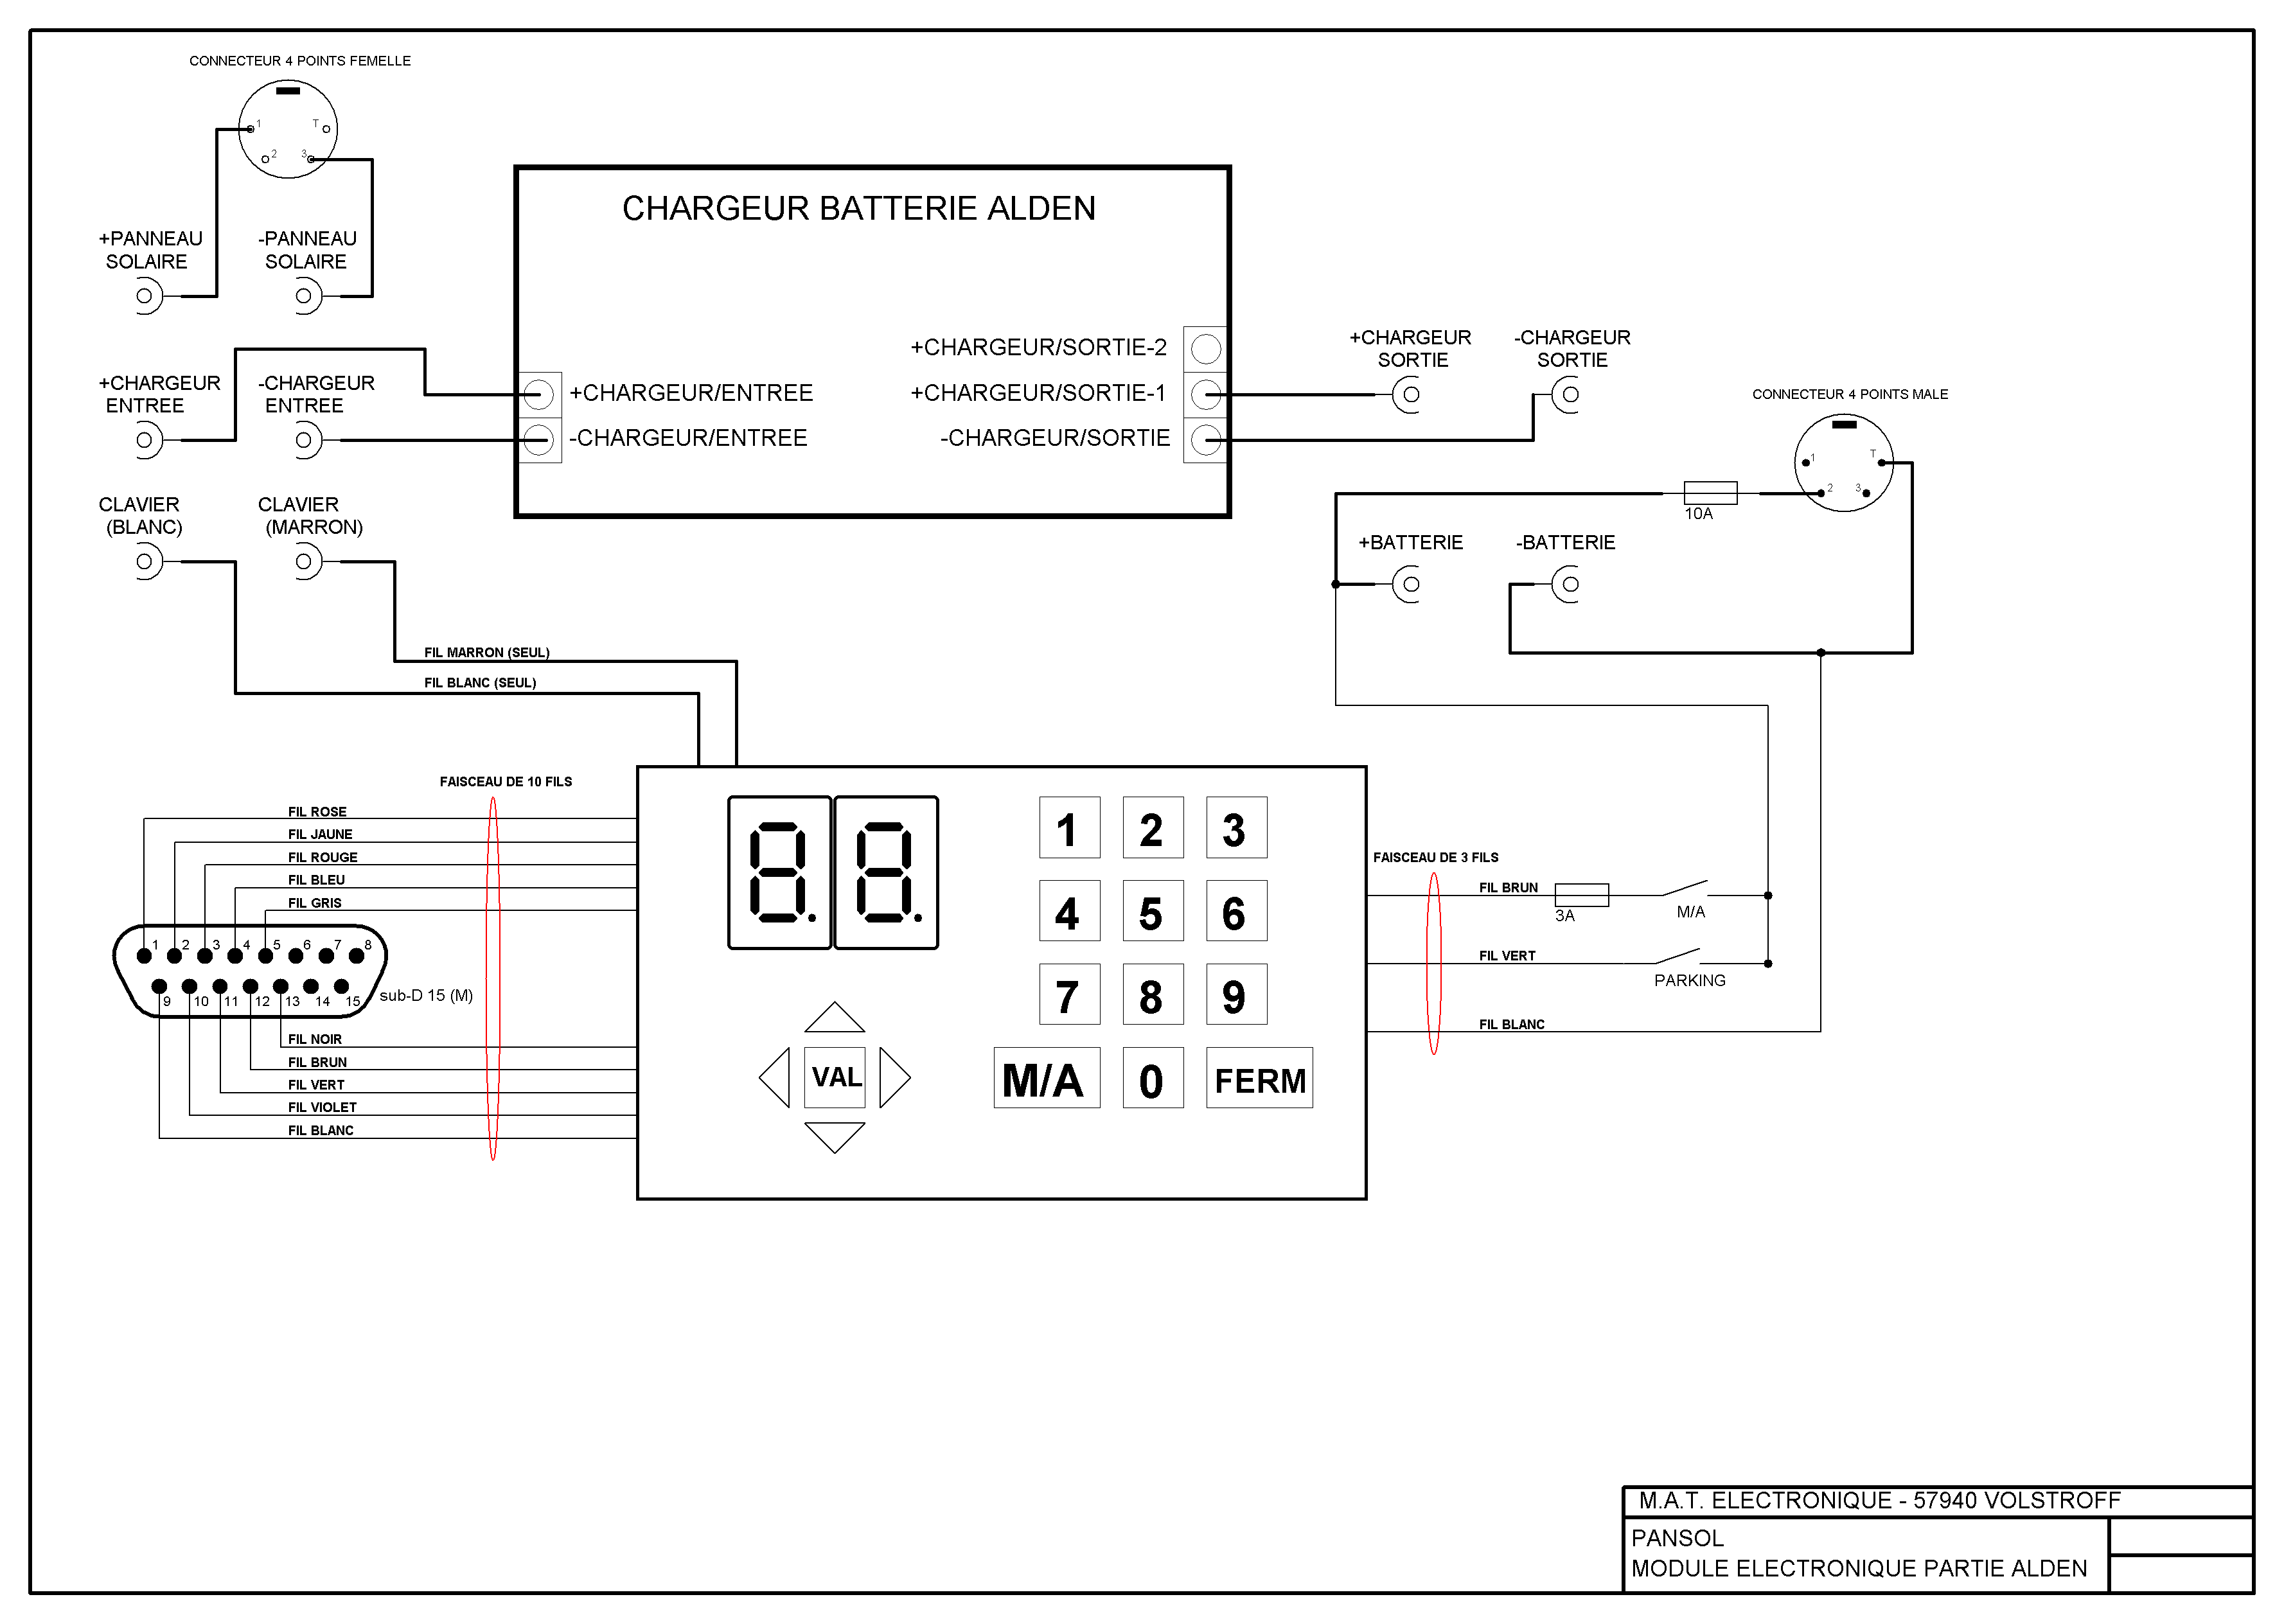 CONNECTEUR 4 POINTS FEMELLE
1
T
2
3
CHARGEUR BATTERIE ALDEN
+PANNEAU
SOLAIRE
-PANNEAU
SOLAIRE
+CHARGEUR
ENTREE
-CHARGEUR
ENTREE
+CHARGEUR/ENTREE
-CHARGEUR/ENTREE
+CHARGEUR/SORTIE-2
+CHARGEUR/SORTIE-1
-CHARGEUR/SORTIE
+CHARGEUR
SORTIE
-CHARGEUR
SORTIE
CONNECTEUR 4 POINTS MALE
1
T
2
3
10A
+BATTERIE
-BATTERIE
CLAVIER
(BLANC)
CLAVIER
(MARRON)
FIL MARRON (SEUL)
FIL BLANC (SEUL)
FAISCEAU DE 10 FILS
FIL ROSE
FIL JAUNE
FIL ROUGE
FIL BLEU
FIL GRIS
1 2 3 4 5 6 7 8
9 10 11 12 13 14 15
sub-D 15 (M)
FIL NOIR
FIL BRUN
FIL VERT
FIL VIOLET
FIL BLANC
8.8.
1 2 3
4 5 6
7 8 9
M/A 0 FERM
VAL
FAISCEAU DE 3 FILS
FIL BRUN
3A
M/A
FIL VERT
PARKING
FIL BLANC
M.A.T. ELECTRONIQUE - 57940 VOLSTROFF
PANSOL
MODULE ELECTRONIQUE PARTIE ALDEN